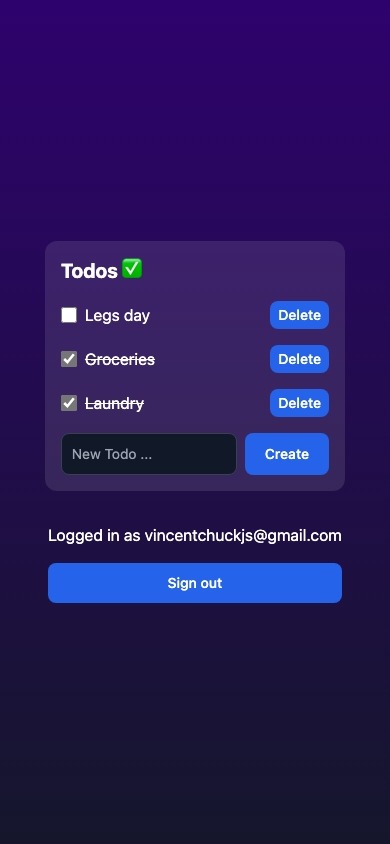 Todos ✅
Legs day Delete
Groceries Delete
Laundry Delete
New Todo ... Create
Logged in as vincentchuckjs@gmail.com
Sign out